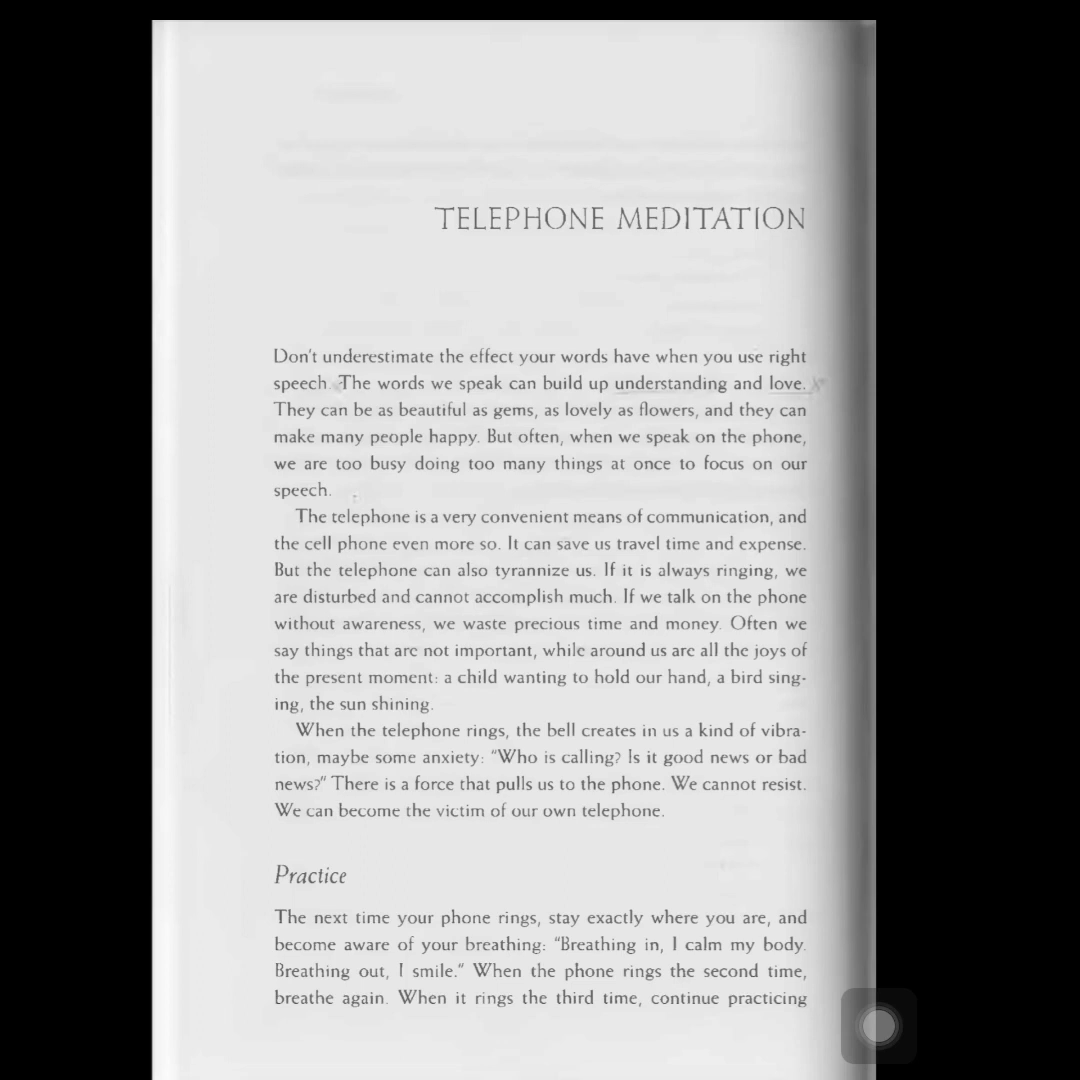 TELEPHONE MEDITATION
Don't underestimate the effect your words have when you use right
speech. The words we speak can build up understanding and love.
They can be as beautiful as gems, as lovely as flowers, and they can
make many people happy. But often, when we speak on the phone,
we are too busy doing too many things at once to focus on our
speech.
The telephone is a very convenient means of communication, and
the cell phone even more so. It can save us travel time and expense.
But the telephone can also tyrannize us. If it is always ringing, we
are disturbed and cannot accomplish much. If we talk on the phone
without awareness, we waste precious time and money. Often we
say things that are not important, while around us are all the joys of
the present moment: a child wanting to hold our hand, a bird sing-
ing, the sun shining.
When the telephone rings, the bell creates in us a kind of vibra-
tion, maybe some anxiety: "Who is calling? Is it good news or bad
news?" There is a force that pulls us to the phone. We cannot resist.
We can become the victim of our own telephone.
Practice
The next time your phone rings, stay exactly where you are, and
become aware of your breathing: "Breathing in, I calm my body.
Breathing out, I smile." When the phone rings the second time,
breathe again. When it rings the third time, continue practicing